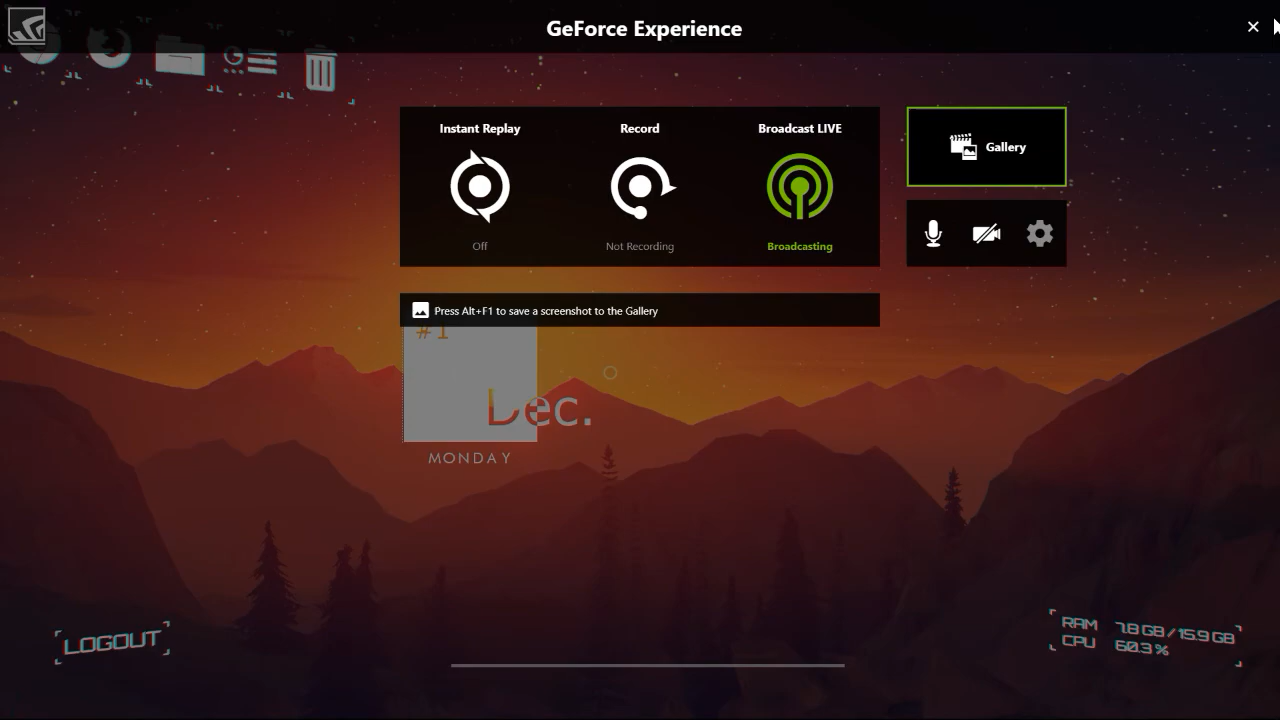 GeForce Experience
Instant Replay
Record
Broadcast LIVE
Gallery
Off
Not Recording
Broadcasting
Press Alt+F1 to save a screenshot to the Gallery
#1
Dec.
MONDAY
LOGOUT
RAM 7.8 GB/15.9 GB
CPU 60.3 %